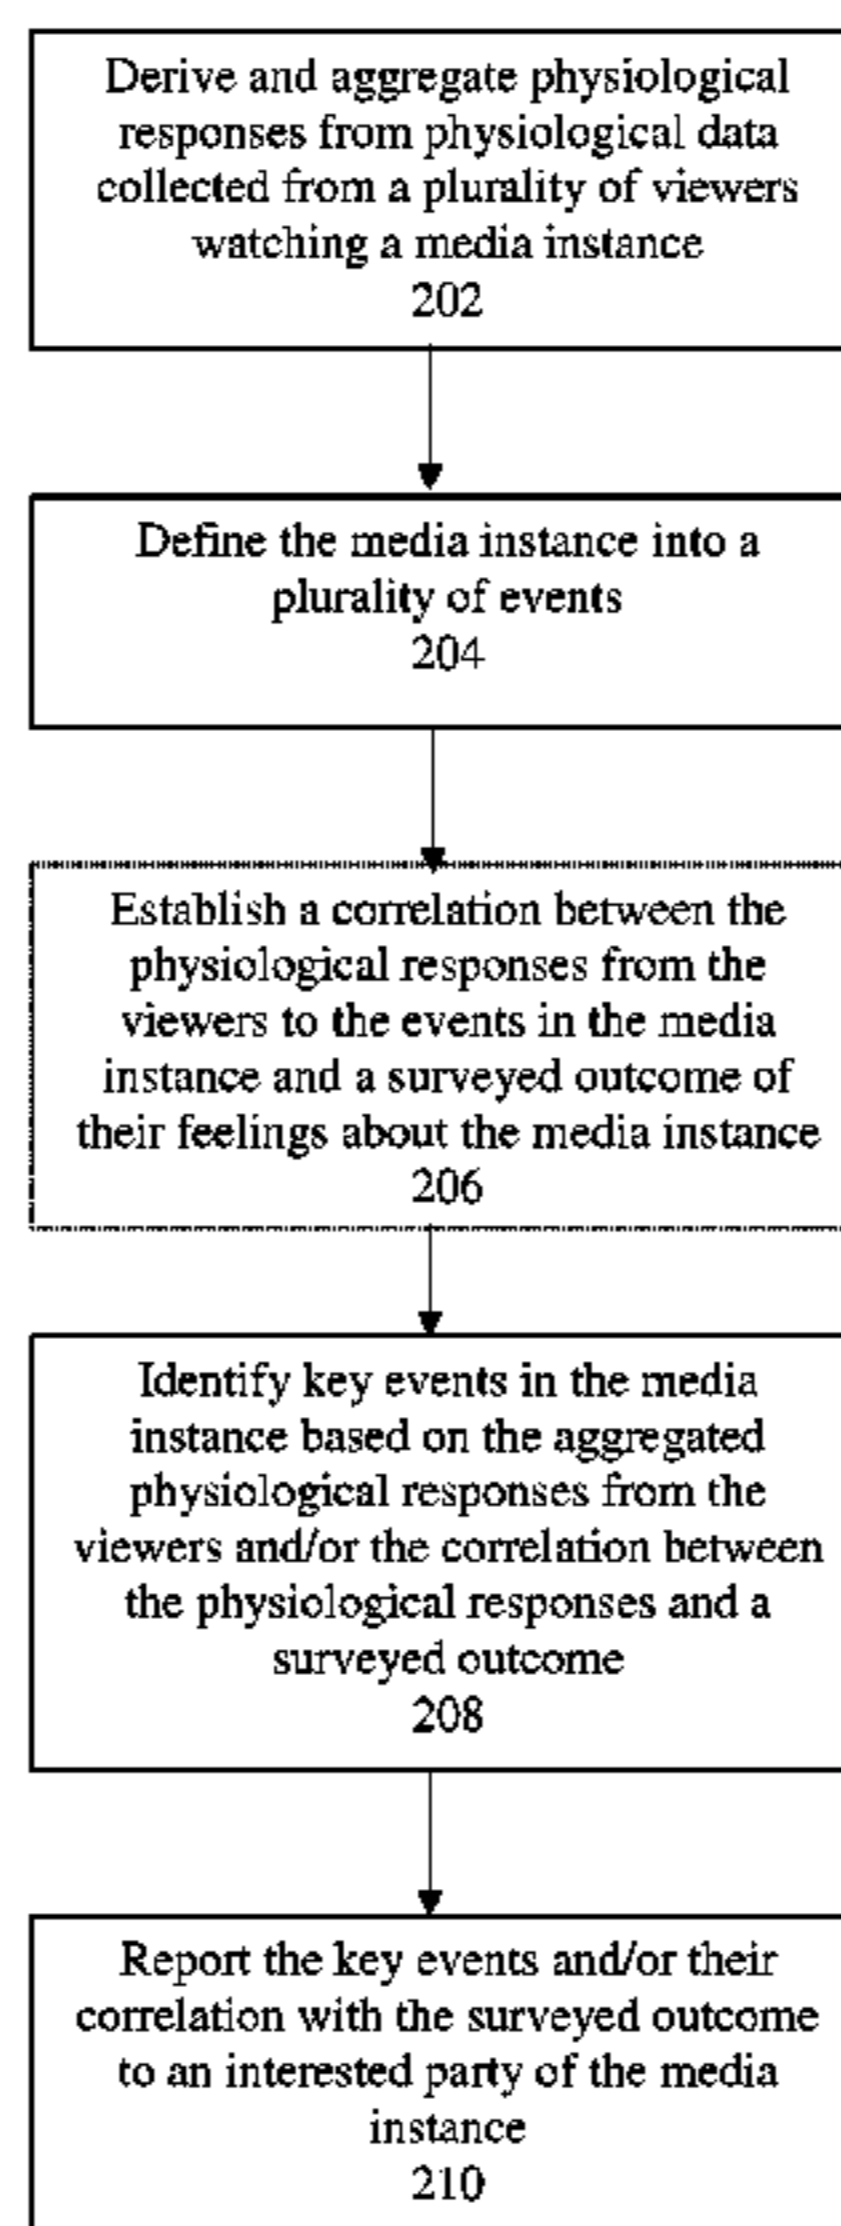 Derive and aggregate physiological
responses from physiological data
collected from a plurality of viewers
watching a media instance
202
Define the media instance into a
plurality of events
204
Establish a correlation between the
physiological responses from the
viewers to the events in the media
instance and a surveyed outcome of
their feelings about the media instance
206
Identify key events in the media
instance based on the aggregated
physiological responses from the
viewers and/or the correlation between
the physiological responses and a
surveyed outcome
208
Report the key events and/or their
correlation with the surveyed outcome
to an interested party of the media
instance
210